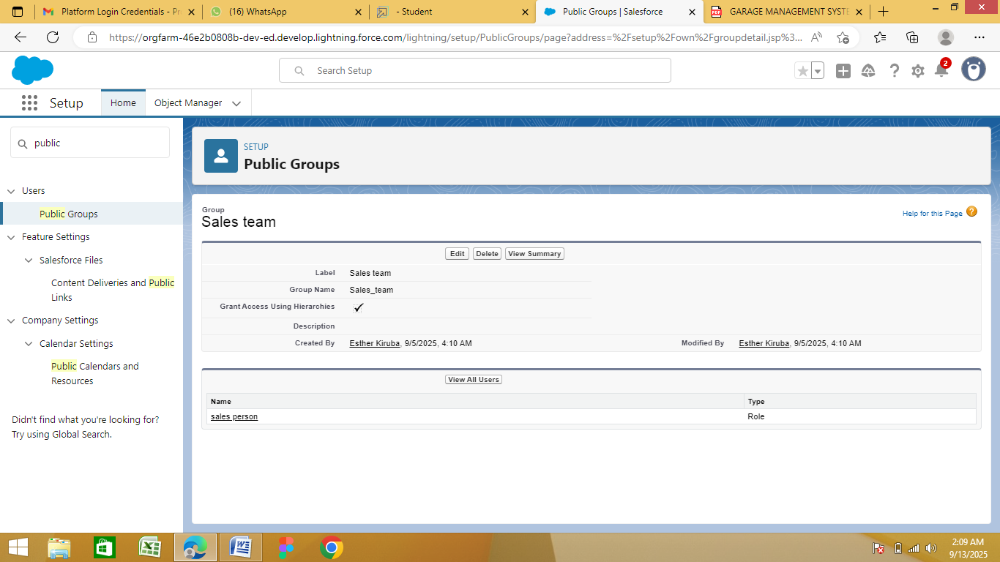 Platform Login Credentials - Pr
(16) WhatsApp
- Student
Public Groups | Salesforce
GARAGE MANAGEMENT SYSTE
https://orgfarm-46e2b0808b-dev-ed.develop.lightning.force.com/lightning/setup/PublicGroups/page?address=%2Fsetup%2Fown%2Fgroupdetail.jsp%3...
Search Setup
2
Setup
Home
Object Manager
public
Users
Public Groups
Feature Settings
Salesforce Files
Content Deliveries and Public
Links
Company Settings
Calendar Settings
Public Calendars and
Resources
Didn't find what you're looking for?
Try using Global Search.
SETUP
Public Groups
Group
Sales team
Help for this Page ?
Edit Delete View Summary
Label Sales team
Group Name Sales_team
Grant Access Using Hierarchies
Description
Created By Esther Kiruba, 9/5/2025, 4:10 AM Modified By Esther Kiruba, 9/5/2025, 4:10 AM
View All Users
Name Type
sales person Role
2:09 AM
9/13/2025